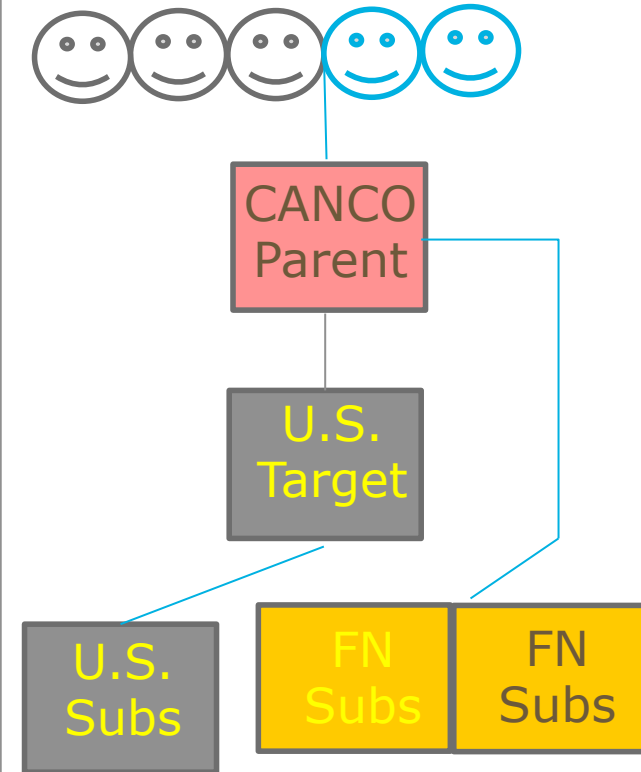 CANCO
Parent
U.S.
Target
U.S.
Subs
FN
Subs
FN
Subs